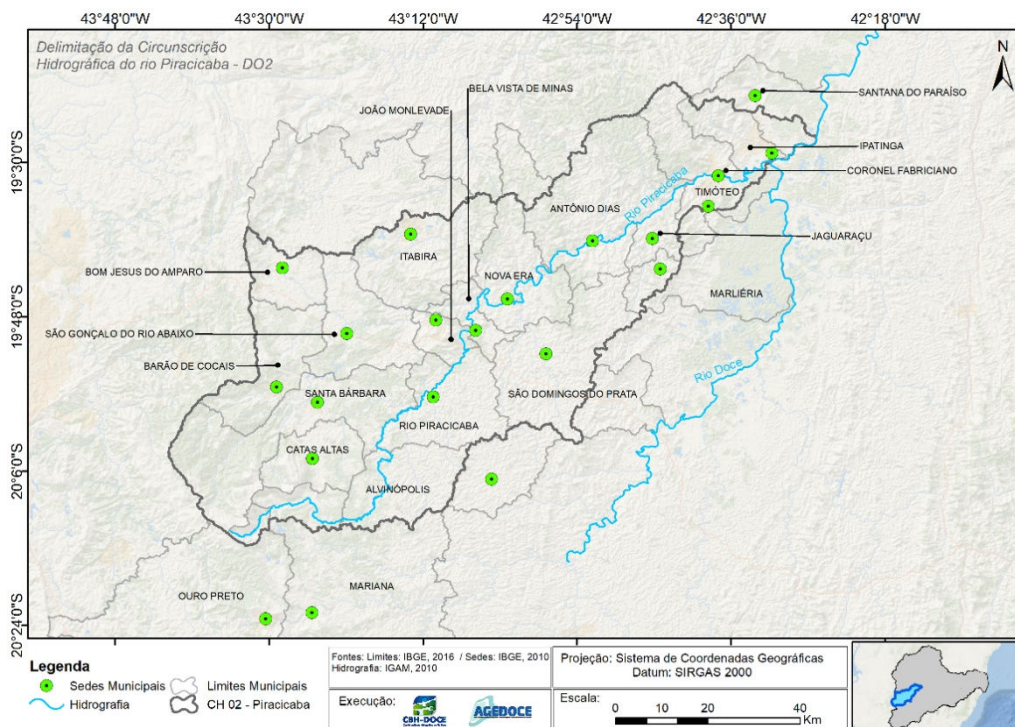 43°48'0"W 43°30'0"W 43°12'0"W 42°54'0"W 42°36'0"W 42°18'0"W
Delimitação da Circunscrição
Hidrográfica do rio Piracicaba - DO2
N
BELA VISTA DE MINAS
SANTANA DO PARAÍSO
JOÃO MONLEVADE
IPATINGA
19°30'0"S
CORONEL FABRICIANO
Rio Piracicaba
TIMÓTEO
ANTÔNIO DIAS
JAGUARAÇU
ITABIRA
BOM JESUS DO AMPARO
NOVA ERA
MARLIÉRIA
19°48'0"S
SÃO GONÇALO DO RIO ABAIXO
BARÃO DE COCAIS
Rio Doce
SANTA BÁRBARA
SÃO DOMINGOS DO PRATA
RIO PIRACICABA
CATAS ALTAS
20°6'0"S
ALVINÓPOLIS
MARIANA
OURO PRETO
20°24'0"S
Legenda
Sedes Municipais
Limites Municipais
Hidrografia
CH 02 - Piracicaba
Fontes: Limites: IBGE, 2016 / Sedes: IBGE, 2010
Hidrografia: IGAM, 2010
Execução:
CBH-DOCE
AGEDOCE
Projeção: Sistema de Coordenadas Geográficas
Datum: SIRGAS 2000
Escala:
0 10 20 40
Km